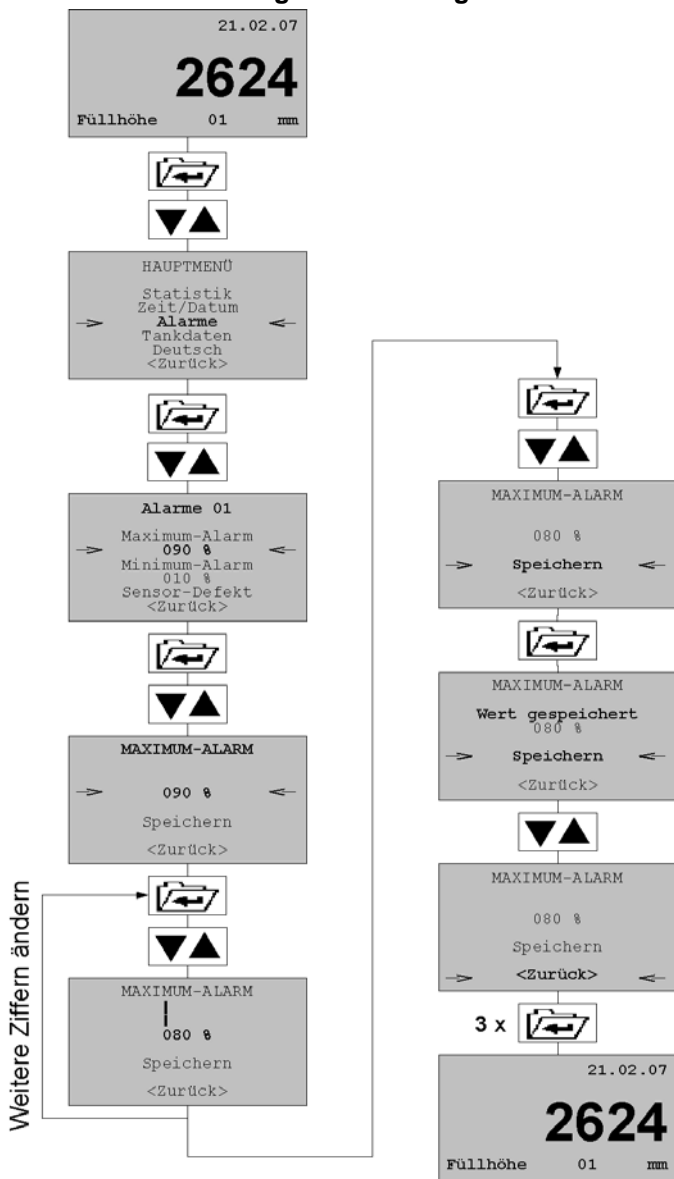 21.02.07
2624
Füllhöhe 01 mm
HAUPTMENÜ
Statistik
Zeit/Datum
Alarme
Tankdaten
Deutsch
<Zurück>
Alarme 01
Maximum-Alarm
090 %
Minimum-Alarm
010 %
Sensor-Defekt
<Zurück>
MAXIMUM-ALARM
090 %
Speichern
<Zurück>
Weitere Ziffern ändern
MAXIMUM-ALARM
080 %
Speichern
<Zurück>
MAXIMUM-ALARM
080 %
Speichern
<Zurück>
MAXIMUM-ALARM
Wert gespeichert
080 %
Speichern
<Zurück>
MAXIMUM-ALARM
080 %
Speichern
<Zurück>
3 x
21.02.07
2624
Füllhöhe 01 mm